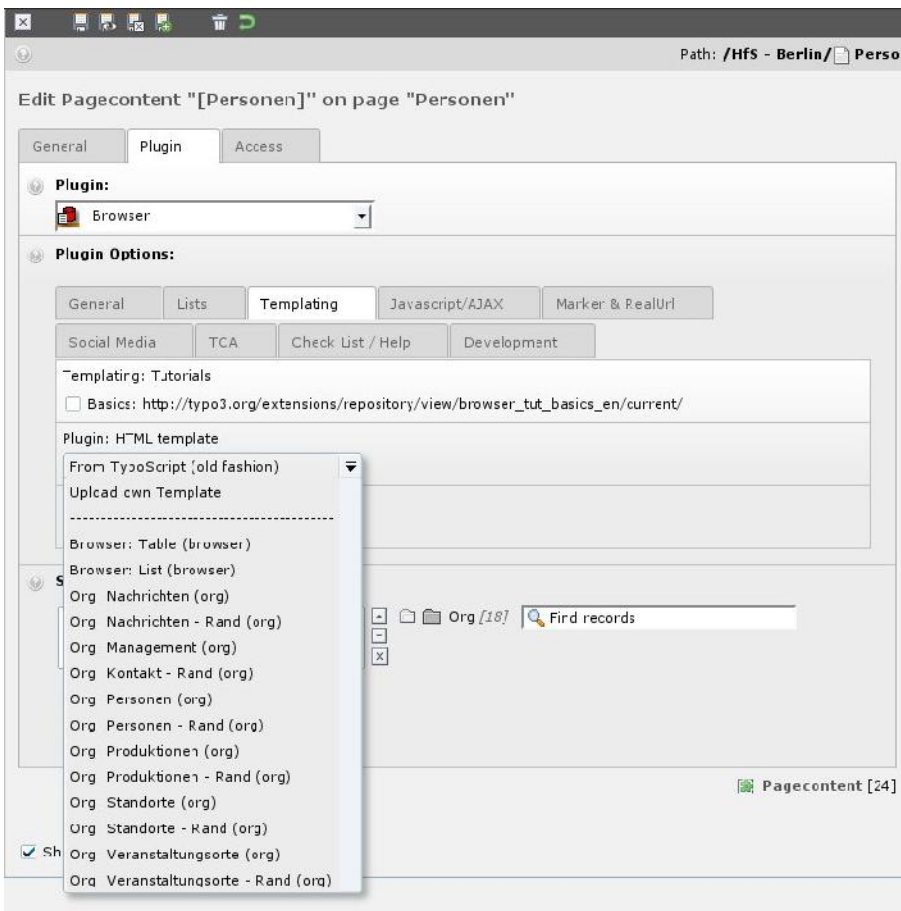 Path: /HfS - Berlin/ Perso
Edit Pagecontent "[Personen]" on page "Personen"
General Plugin Access
Plugin:
Browser
Plugin Options:
General Lists Templating Javascript/AJAX Marker & RealUrl
Social Media TCA Check List / Help Development
Templating: Tutorials
Basics: http://typo3.org/extensions/repository/view/browser_tut_basics_en/current/
Plugin: HTML template
From TypoScript (old fashion)
Upload own Template
------------------------------------------
Browser: Table (browser)
Browser: List (browser)
S
Org Nachrichten (org)
Org Nachrichten - Rand (org)
Org [18] Find records
Org Management (org)
Org Kontakt - Rand (org)
Org Personen (org)
Org Personen - Rand (org)
Org Produktionen (org)
Org Produktionen - Rand (org)
Pagecontent [24]
Org Standorte (org)
Org Standorte - Rand (org)
Sh
Org Veranstaltungsorte (org)
Org Veranstaltungsorte - Rand (org)